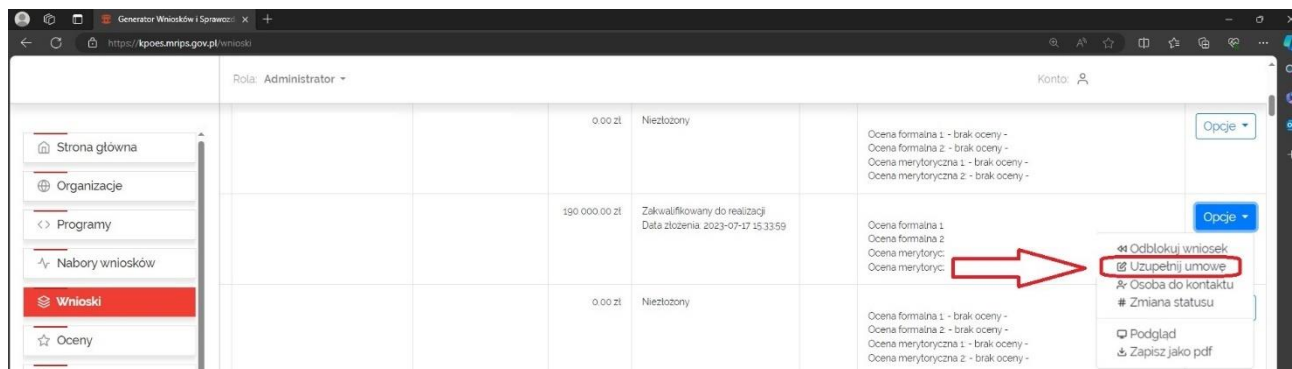 Generator Wniosków i Sprawozd
https://kpoes.mrips.gov.pl/wnioski
Rola: Administrator
Konto:
Strona główna
Organizacje
Programy
Nabory wniosków
Wnioski
Oceny
0.00 zł Niezłożony
Ocena formalna 1: - brak oceny -
Ocena formalna 2: - brak oceny -
Ocena merytoryczna 1: - brak oceny -
Ocena merytoryczna 2: - brak oceny -
Opcje
190 000.00 zł Zakwalifikowany do realizacji
Data złożenia: 2023-07-17 15:33:59
Ocena formalna 1
Ocena formalna 2
Ocena merytoryc:
Ocena merytoryc:
Opcje
Odblokuj wniosek
Uzupełnij umowę
Osoba do kontaktu
# Zmiana statusu
Podgląd
Zapisz jako pdf
0.00 zł Niezłożony
Ocena formalna 1: - brak oceny -
Ocena formalna 2: - brak oceny -
Ocena merytoryczna 1: - brak oceny -
Ocena merytoryczna 2: - brak oceny -